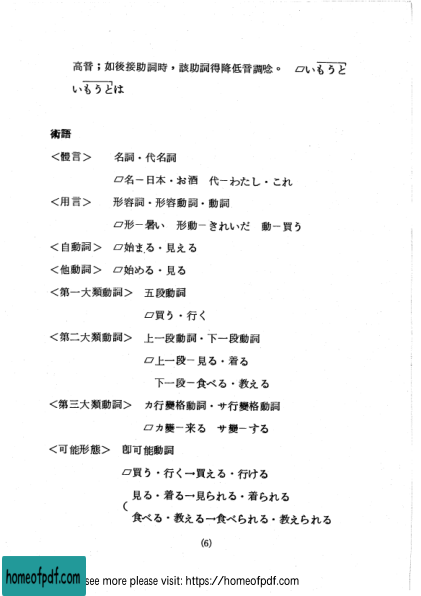 高音；如後接助詞時，該助詞得降低音調唸。 ▱いもうと
いもうとは
術語
＜體言＞ 名詞・代名詞
▱名－日本・お酒 代－わたし・これ
＜用言＞ 形容詞・形容動詞・動詞
▱形－暑い 形動－きれいだ 動－買う
＜自動詞＞ ▱始まる・見える
＜他動詞＞ ▱始める・見る
＜第一大類動詞＞ 五段動詞
▱買う・行く
＜第二大類動詞＞ 上一段動詞・下一段動詞
▱上一段－見る・着る
下一段－食べる・教える
＜第三大類動詞＞ カ行變格動詞・サ行變格動詞
▱カ變－来る サ變－する
＜可能形態＞ 卽可能動詞
▱買う・行く→買える・行ける
見る・着る→見られる・着られる
食べる・教える→食べられる・教えられる
(6)
homeofpdf.com
see more please visit: https://homeofpdf.com